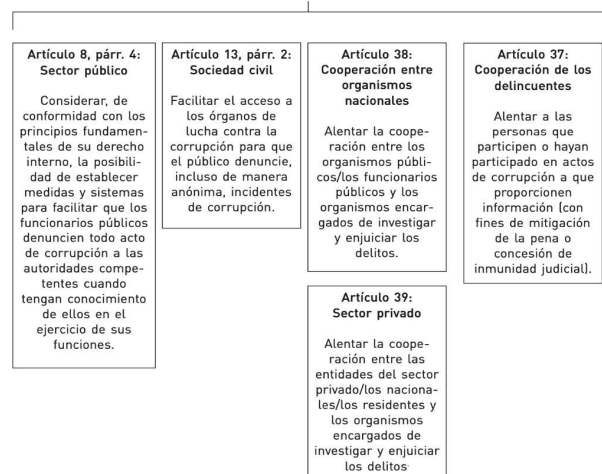 Artículo 8, párr. 4:
Sector público
Considerar, de
conformidad con los
principios fundamen-
tales de su derecho
interno, la posibili-
dad de establecer
medidas y sistemas
para facilitar que los
funcionarios públicos
denuncien todo acto
de corrupción a las
autoridades compe-
tentes cuando
tengan conocimiento
de ellos en el
ejercicio de sus
funciones.
Artículo 13, párr. 2:
Sociedad civil
Facilitar el acceso a
los órganos de
lucha contra la
corrupción para que
el público denuncie,
incluso de manera
anónima, incidentes
de corrupción.
Artículo 38:
Cooperación entre
organismos
nacionales
Alentar la coope-
ración entre los
organismos públi-
cos/los funcionarios
públicos y los
organismos encar-
gados de investigar
y enjuiciar los
delitos.
Artículo 39:
Sector privado
Alentar la coope-
ración entre las
entidades del sector
privado/los naciona-
les/los residentes y
los organismos
encargados de
investigar y enjuiciar
los delitos
Artículo 37:
Cooperación de los
delincuentes
Alentar a las
personas que
participen o hayan
participado en actos
de corrupción a que
proporcionen
información (con
fines de mitigación
de la pena o
concesión de
inmunidad judicial).